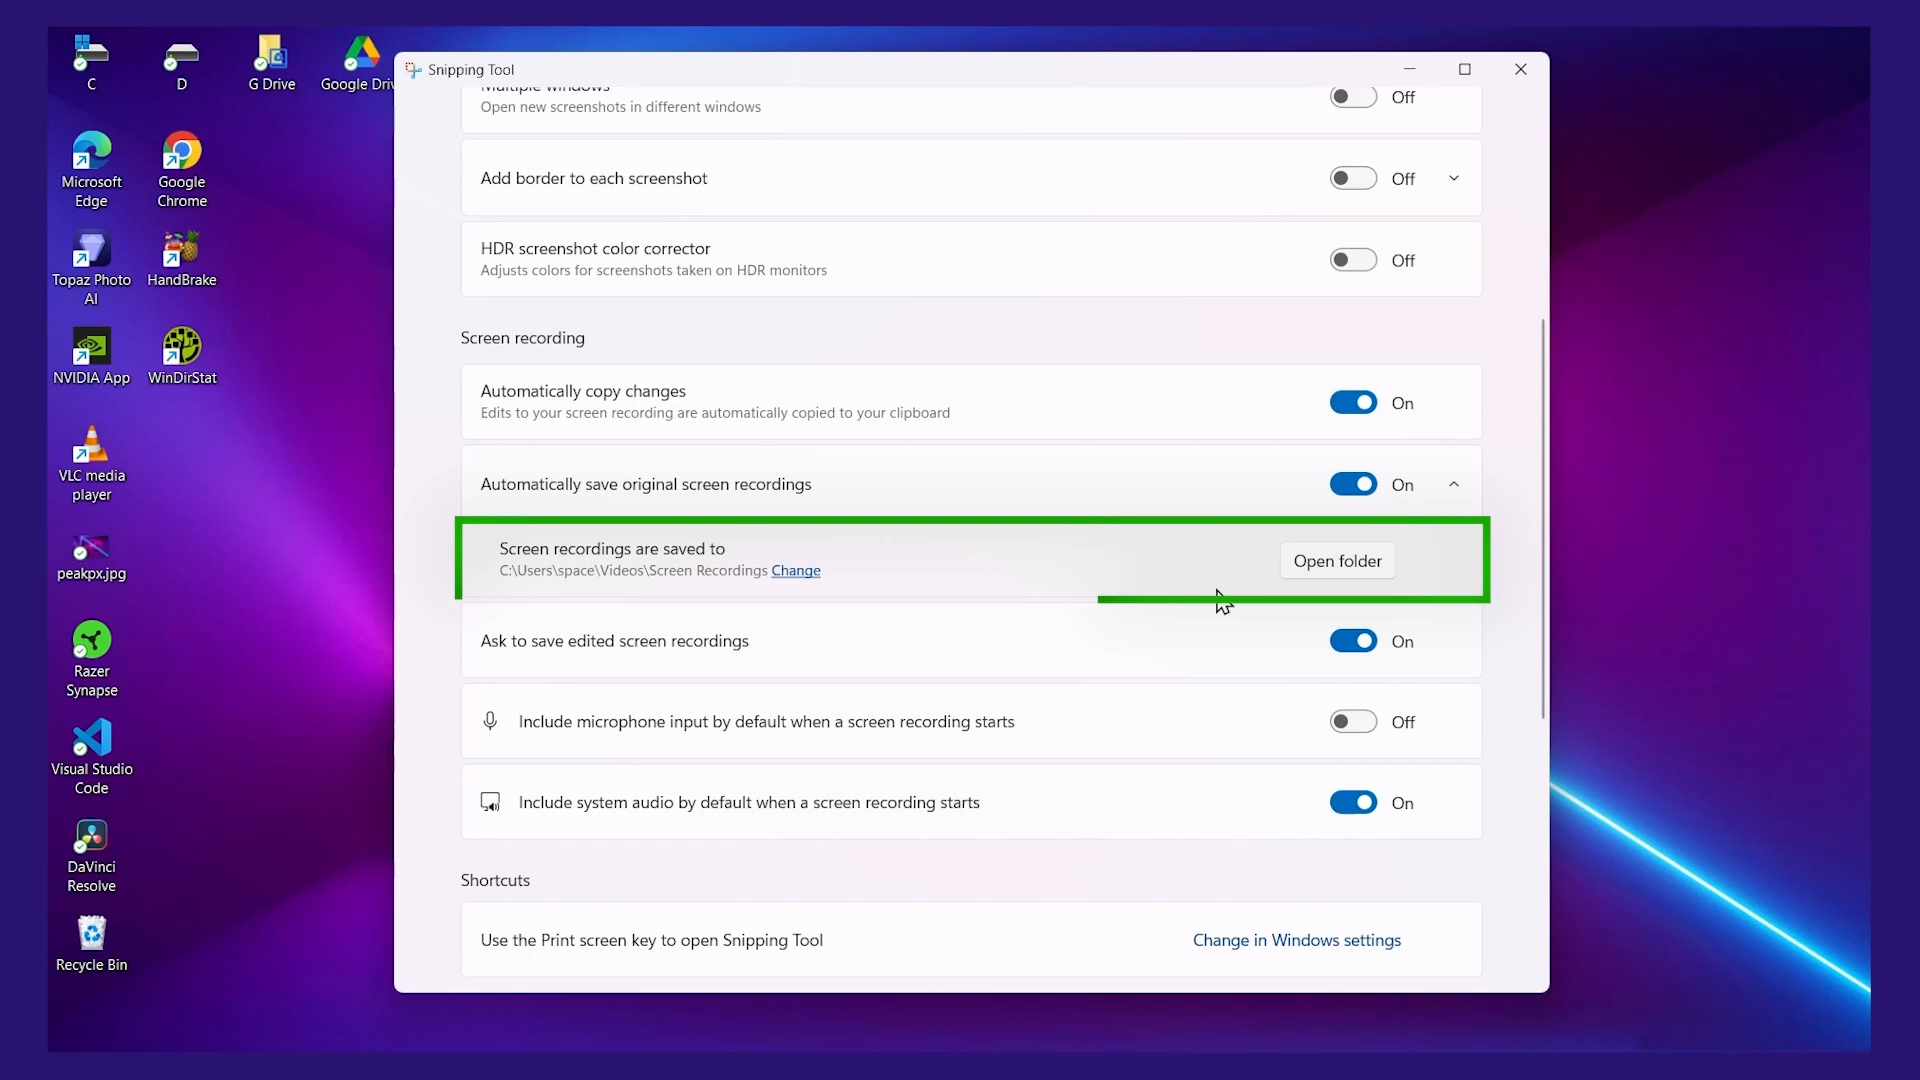 C
D
G Drive
Google Driv
Microsoft
Edge
Google
Chrome
Topaz Photo
AI
HandBrake
NVIDIA App
WinDirStat
VLC media
player
peakpx.jpg
Razer
Synapse
Visual Studio
Code
DaVinci
Resolve
Recycle Bin
Snipping Tool
Multiple windows
Open new screenshots in different windows
Off
Add border to each screenshot
Off
HDR screenshot color corrector
Adjusts colors for screenshots taken on HDR monitors
Off
Screen recording
Automatically copy changes
Edits to your screen recording are automatically copied to your clipboard
On
Automatically save original screen recordings
On
Screen recordings are saved to
C:\Users\space\Videos\Screen Recordings Change
Open folder
Ask to save edited screen recordings
On
Include microphone input by default when a screen recording starts
Off
Include system audio by default when a screen recording starts
On
Shortcuts
Use the Print screen key to open Snipping Tool
Change in Windows settings